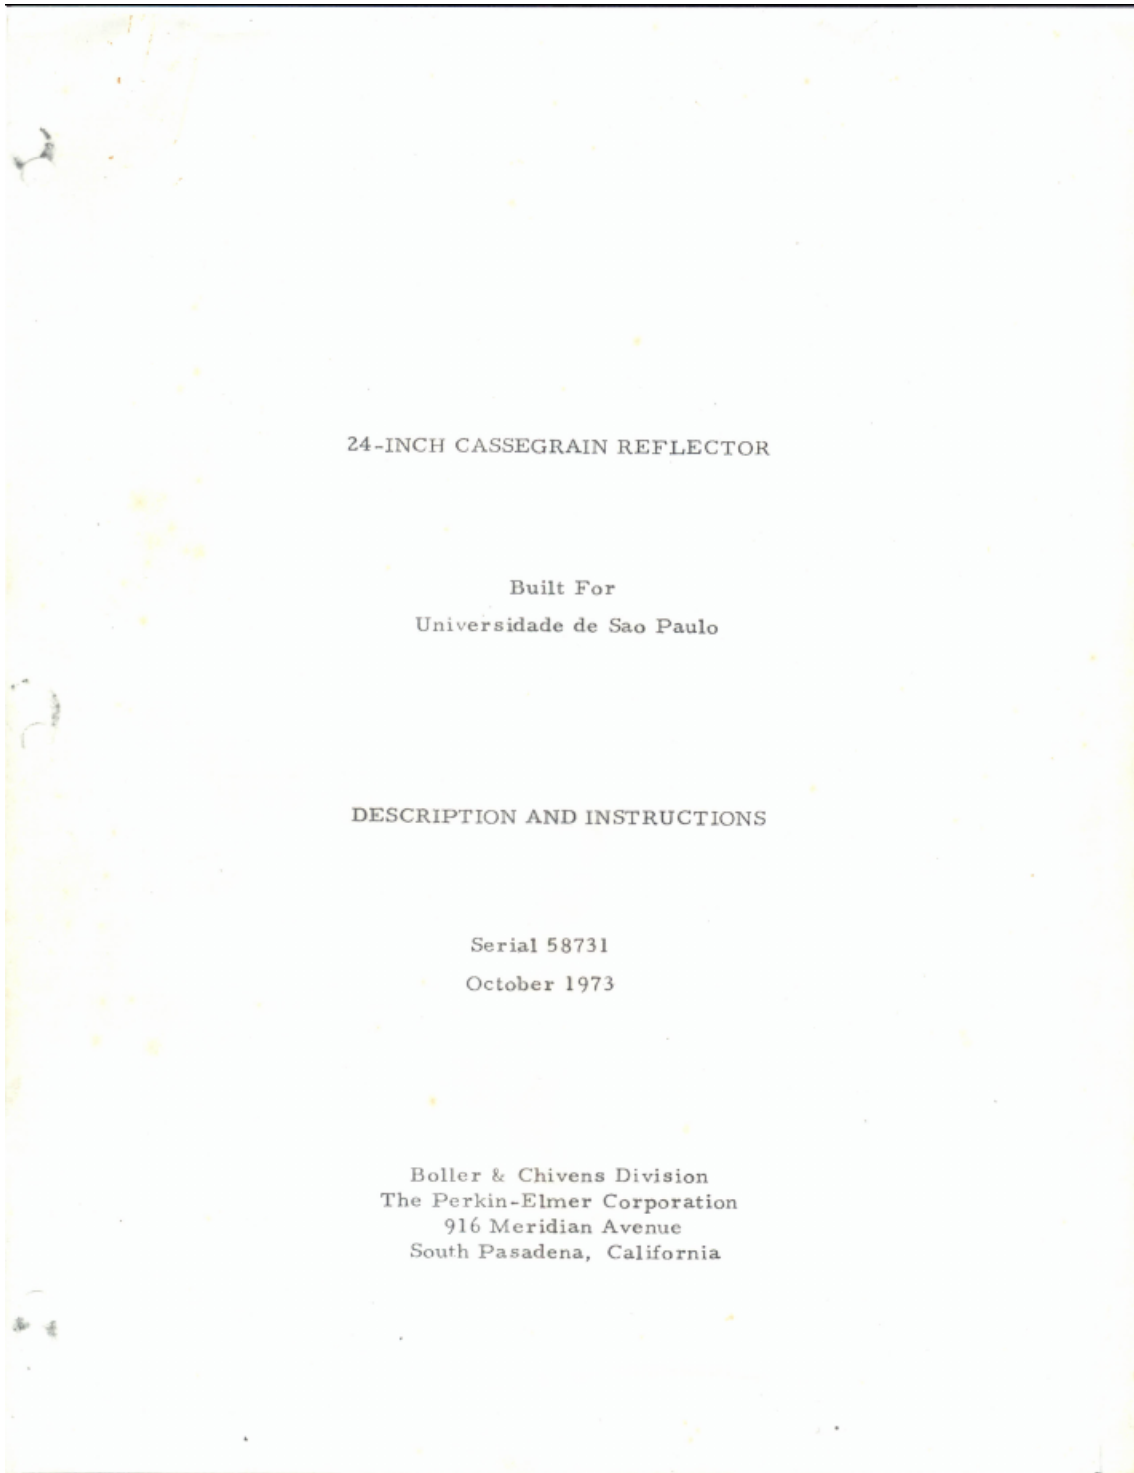 24-INCH CASSEGRAIN REFLECTOR
Built For
Universidade de Sao Paulo
DESCRIPTION AND INSTRUCTIONS
Serial 58731
October 1973
Boller & Chivens Division
The Perkin-Elmer Corporation
916 Meridian Avenue
South Pasadena, California